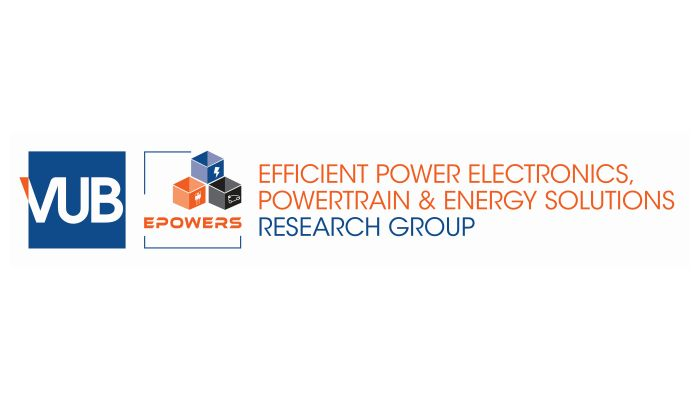 VUB
EPOWERS
EFFICIENT POWER ELECTRONICS,
POWERTRAIN & ENERGY SOLUTIONS
RESEARCH GROUP